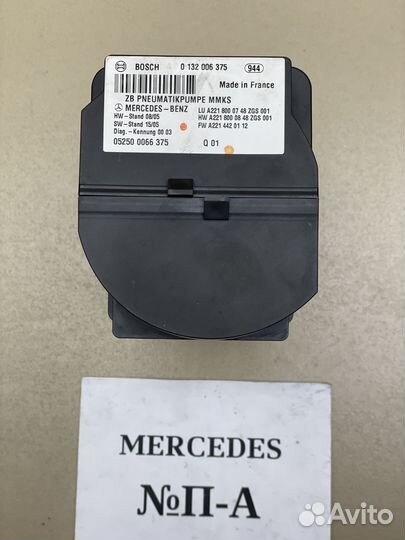 BOSCH 0 132 006 375 944
Made in France
ZB PNEUMATIKPUMPE MMKS
MERCEDES-BENZ LU A221 800 07 48 ZGS 001
HW-Stand 08/05 HW A221 800 08 48 ZGS 001
SW-Stand 15/05 FW A221 442 01 12
Diag.-Kennung 00 03
05250 0066 375 Q 01
MERCEDES
№П-А
Avito